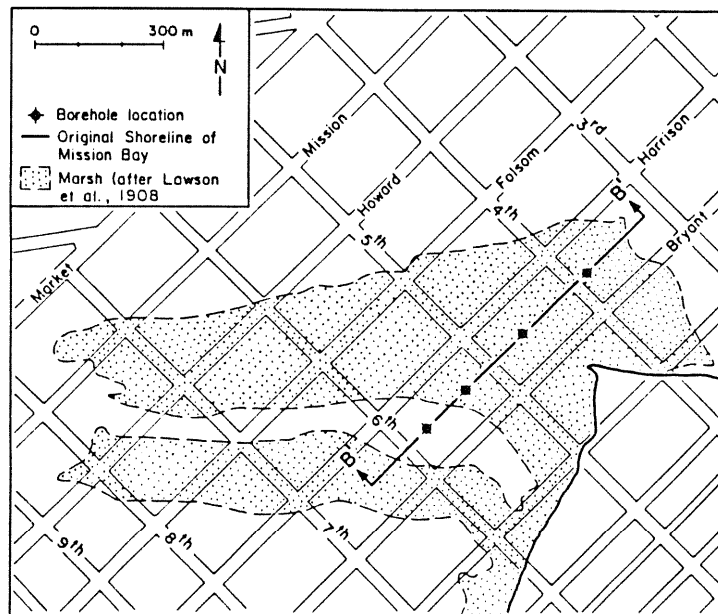 0 300 m
N
Borehole location
Original Shoreline of
Mission Bay
Marsh (after Lawson
et al., 1908
Mission
3rd
Harrison
Folsom
Howard
4th
B'
5th
Bryant
Market
6th
B
7th
8th
9th